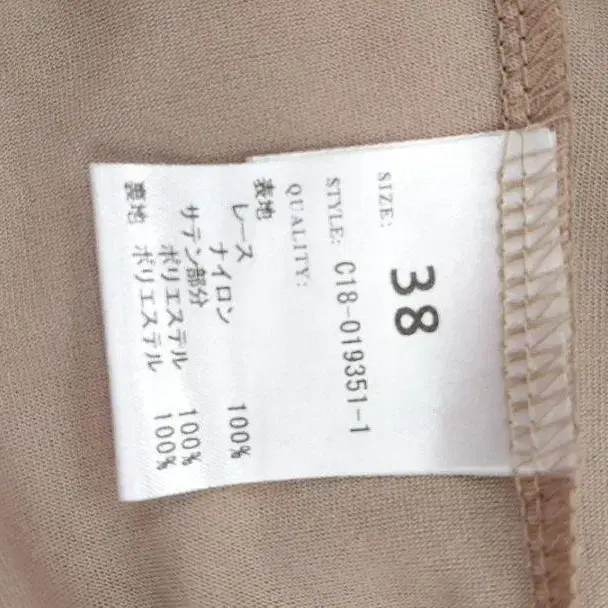 SIZE: 38
STYLE: C18-019351-1
QUALITY:
表地
レース
ナイロン 100%
サテン部分
ポリエステル 100%
裏地 ポリエステル 100%